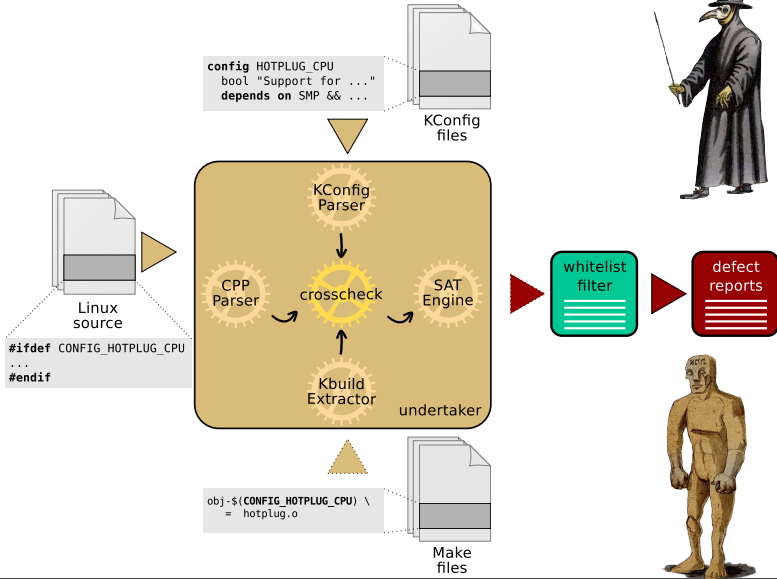 config HOTPLUG_CPU
bool "Support for ..."
depends on SMP && ...
KConfig
files
KConfig
Parser
CPP
Parser
crosscheck
SAT
Engine
Kbuild
Extractor
undertaker
Linux
source
#ifdef CONFIG_HOTPLUG_CPU
...
#endif
whitelist
filter
defect
reports
obj-$(CONFIG_HOTPLUG_CPU) \
= hotplug.o
Make
files